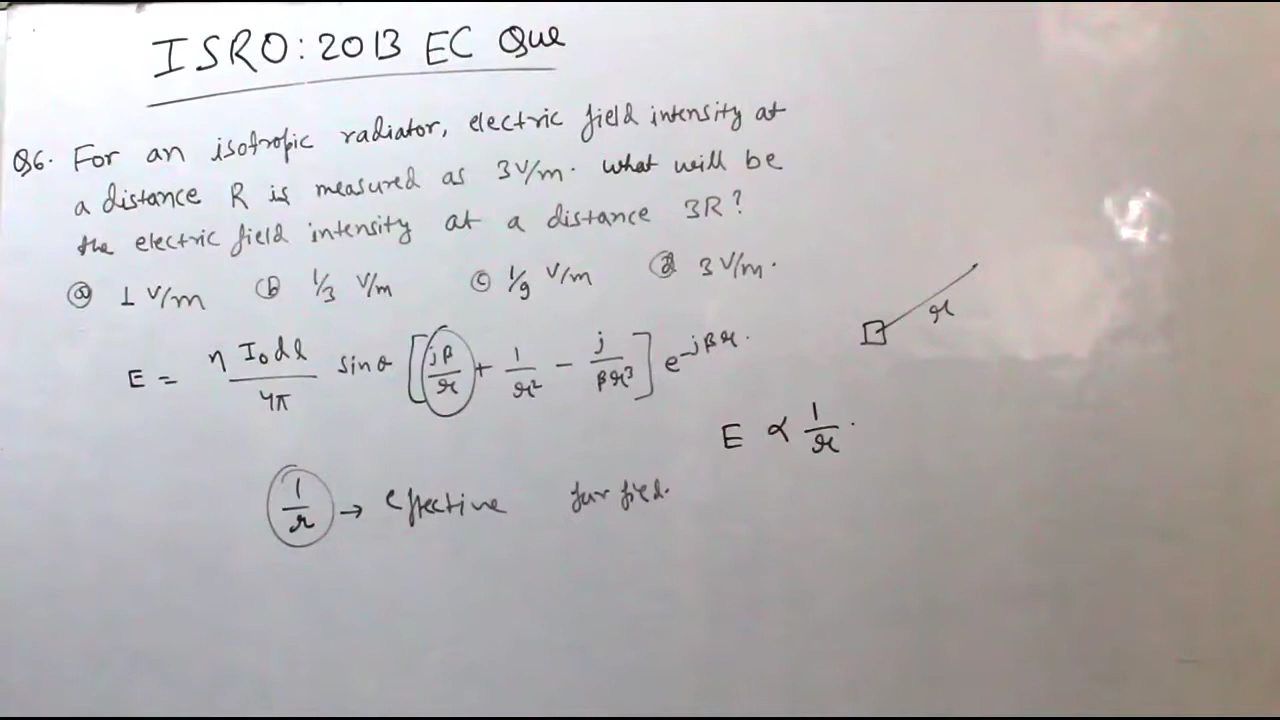 ISRO: 2013 EC Que
Q6. For an isotropic radiator, electric field intensity at
a distance R is measured as 3V/m. what will be
the electric field intensity at a distance 3R?
ⓐ 1 V/m ⓑ 1/3 V/m ⓒ 1/9 V/m ⓓ 3 V/m.
r
E = η I₀dl / 4π sinθ [jβ/r + 1/r² − j/βr³] e^-jβr.
E ∝ 1/r.
1/r → effective far field.